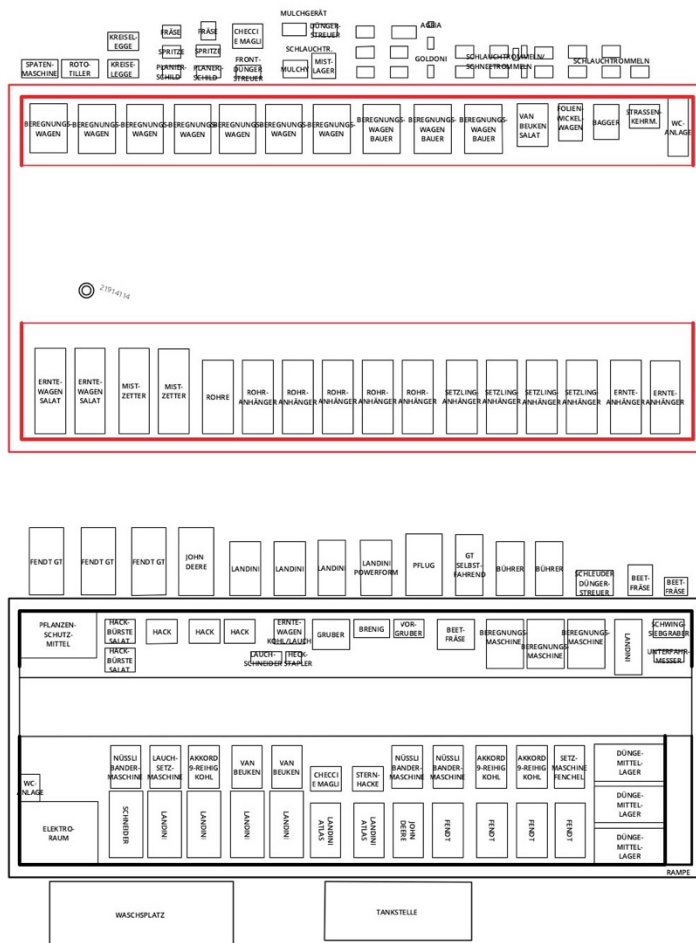 MULCHGERÄT
FRÄSE
FRÄSE
CHECCI
E MAGLI
DÜNGER-
STREUER
AGRIA
KREISEL-
EGGE
SPRITZE
SPRITZE
SCHLAUCHTR.
GOLDONI
SCHLAUCHTROMMELN/
SCHNEETROMMELN
SCHLAUCHTROMMELN
SPATEN-
MASCHINE
ROTO-
TILLER
KREISE-
LEGGE
PLANIER-
SCHILD
PLANER-
SCHILD
FRONT-
DÜNGER
STREUER
MULCHY
MIST-
LAGER
BEREGNUNGS-
WAGEN
BEREGNUNGS-
WAGEN
BEREGNUNGS-
WAGEN
BEREGNUNGS-
WAGEN
BEREGNUNGS-
WAGEN
BEREGNUNGS-
WAGEN
BEREGNUNGS-
WAGEN
BEREGNUNGS-
WAGEN
BAUER
BEREGNUNGS-
WAGEN
BAUER
BEREGNUNGS-
WAGEN
BAUER
VAN
BEUKEN
SALAT
FOLIEN-
WICKEL-
WAGEN
BAGGER
STRASSEN-
KEHRM.
WC-
ANLAGE
21914114
ERNTE-
WAGEN
SALAT
ERNTE-
WAGEN
SALAT
MIST-
ZETTER
MIST-
ZETTER
ROHRE
ROHR-
ANHÄNGER
ROHR-
ANHÄNGER
ROHR-
ANHÄNGER
ROHR-
ANHÄNGER
ROHR-
ANHÄNGER
SETZLING-
ANHÄNGER
SETZLING-
ANHÄNGER
SETZLING-
ANHÄNGER
SETZLING-
ANHÄNGER
ERNTE-
ANHÄNGER
ERNTE-
ANHÄNGER
FENDT GT
FENDT GT
FENDT GT
JOHN
DEERE
LANDINI
LANDINI
LANDINI
LANDINI
POWERFORM
PFLUG
GT
SELBST-
FAHREND
BÜHRER
BÜHRER
SCHLEUDER
DÜNGER-
STREUER
BEET-
FRÄSE
BEET-
FRÄSE
PFLANZEN-
SCHUTZ-
MITTEL
HACK-
BÜRSTE
SALAT
HACK
HACK
HACK
ERNTE-
WAGEN
KOHL/LAUCH
GRUBER
BRENIG
VOR-
GRUBER
BEET-
FRÄSE
BEREGNUNGS-
MASCHINE
BEREGNUNGS-
MASCHINE
BEREGNUNGS-
MASCHINE
LANDINI
SCHWING-
SIEBGRABER
HACK-
BÜRSTE
SALAT
LAUCH-
SCHNEIDER
HECK-
STAPLER
UNTERFAHR-
MESSER
NÜSSLI
BANDER-
MASCHINE
LAUCH-
SETZ-
MASCHINE
AKKORD
9-REIHIG
KOHL
VAN
BEUKEN
VAN
BEUKEN
CHECCI
E MAGLI
STERN-
HACKE
NÜSSLI
BANDER-
MASCHINE
NÜSSLI
BANDER-
MASCHINE
AKKORD
9-REIHIG
KOHL
AKKORD
9-REIHIG
KOHL
SETZ-
MASCHINE
FENCHEL
DÜNGE-
MITTEL-
LAGER
WC-
ANLAGE
DÜNGE-
MITTEL-
LAGER
ELEKTRO-
RAUM
SCHNEIDER
LANDINI
LANDINI
LANDINI
LANDINI
LANDINI
ATLAS
LANDINI
ATLAS
JOHN
DEERE
FENDT
FENDT
FENDT
FENDT
DÜNGE-
MITTEL-
LAGER
RAMPE
WASCHSPLATZ
TANKSTELLE